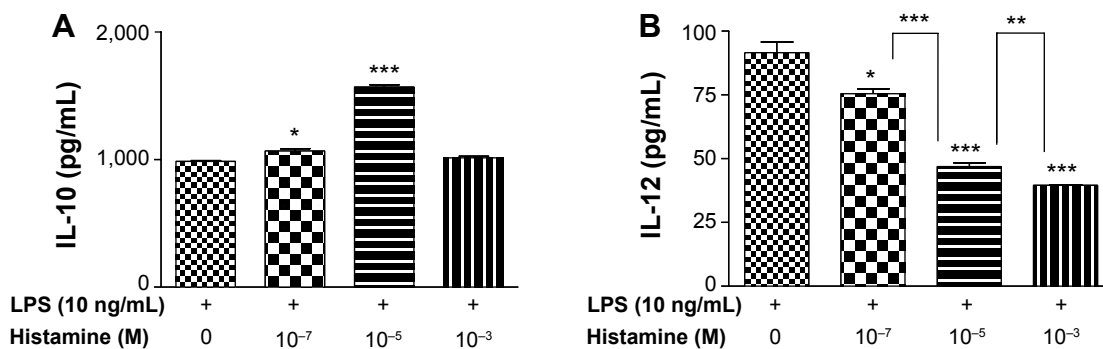 A
IL-10 (pg/mL)
2,000
1,000
0
*
***
LPS (10 ng/mL) + + + +
Histamine (M) 0 10⁻⁷ 10⁻⁵ 10⁻³
B
IL-12 (pg/mL)
100
75
50
25
0
***
**
*
***
***
LPS (10 ng/mL) + + + +
Histamine (M) 0 10⁻⁷ 10⁻⁵ 10⁻³